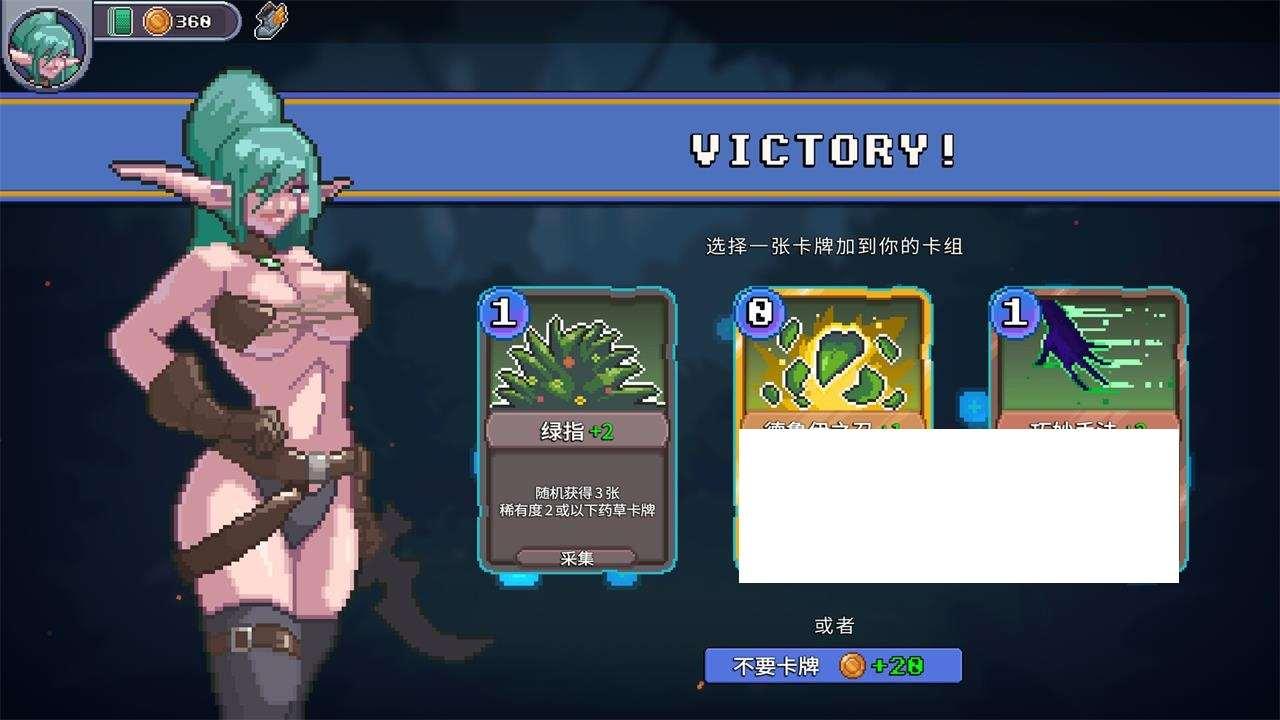 360
VICTORY!
选择一张卡牌加到你的卡组
1
0
1
绿指 +2
随机获得3张
稀有度2或以下药草卡牌
采集
或者
不要卡牌 +20